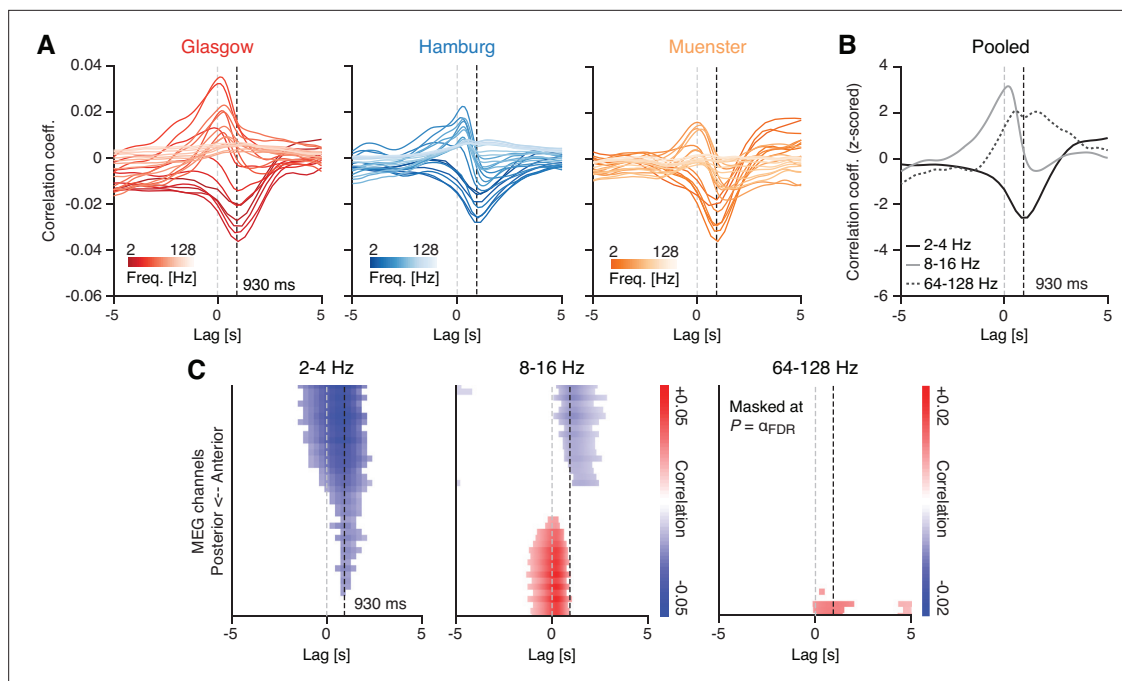 A
Glasgow
Hamburg
Muenster
B
Pooled
Correlation coeff.
0.04
0.02
0
-0.02
-0.04
-0.06
2 128
Freq. [Hz]
930 ms
-5 0 5
Lag [s]
2 128
Freq. [Hz]
-5 0 5
Lag [s]
2 128
Freq. [Hz]
-5 0 5
Lag [s]
Correlation coeff. (z-scored)
4
2
0
-2
-4
-6
2-4 Hz
8-16 Hz
64-128 Hz
930 ms
-5 0 5
Lag [s]
C
2-4 Hz
8-16 Hz
64-128 Hz
MEG channels
Posterior <-- Anterior
930 ms
-5 0 5
Lag [s]
-5 0 5
Lag [s]
+0.05
Correlation
-0.05
Masked at
P = αFDR
-5 0 5
Lag [s]
+0.02
Correlation
-0.02